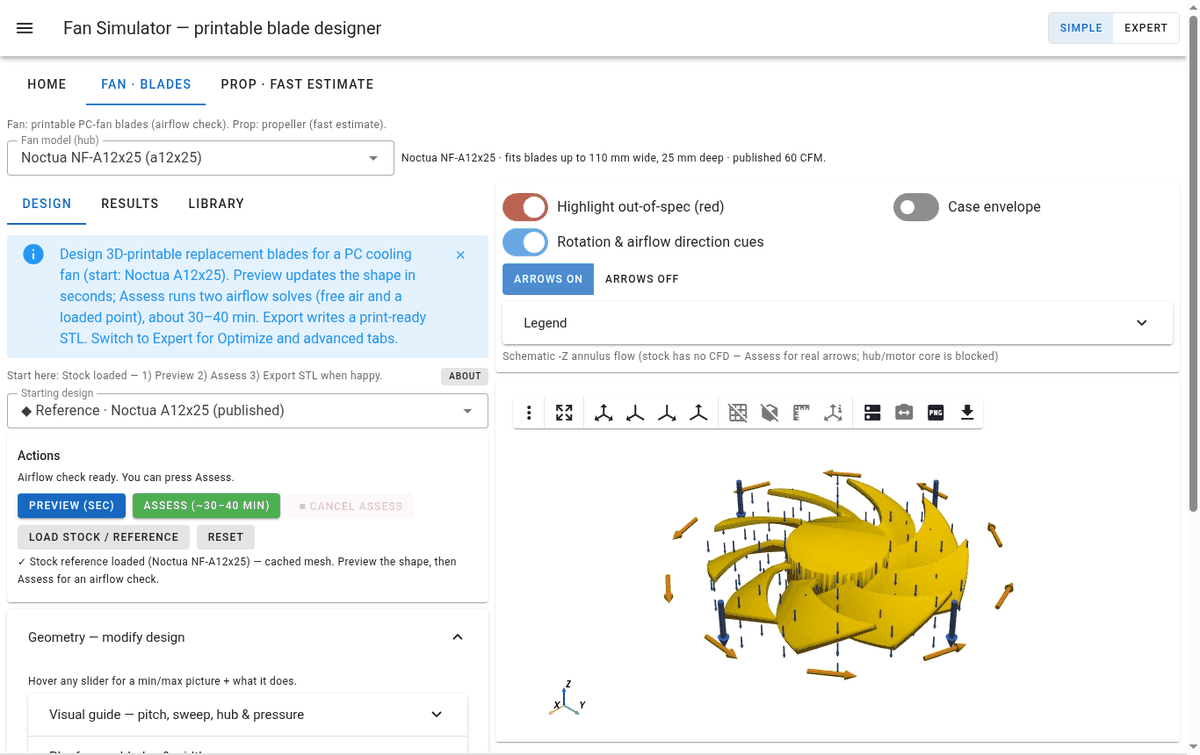 Fan Simulator — printable blade designer
SIMPLE
EXPERT
HOME
FAN · BLADES
PROP · FAST ESTIMATE
Fan: printable PC-fan blades (airflow check). Prop: propeller (fast estimate).
Fan model (hub)
Noctua NF-A12x25 (a12x25)
Noctua NF-A12x25 · fits blades up to 110 mm wide, 25 mm deep · published 60 CFM.
DESIGN
RESULTS
LIBRARY
Design 3D-printable replacement blades for a PC cooling
fan (start: Noctua A12x25). Preview updates the shape in
seconds; Assess runs two airflow solves (free air and a
loaded point), about 30–40 min. Export writes a print-ready
STL. Switch to Expert for Optimize and advanced tabs.
Start here: Stock loaded — 1) Preview 2) Assess 3) Export STL when happy.
ABOUT
Starting design
◆ Reference · Noctua A12x25 (published)
Actions
Airflow check ready. You can press Assess.
PREVIEW (SEC)
ASSESS (~30–40 MIN)
■ CANCEL ASSESS
LOAD STOCK / REFERENCE
RESET
✓ Stock reference loaded (Noctua NF-A12x25) — cached mesh. Preview the shape, then
Assess for an airflow check.
Geometry — modify design
Hover any slider for a min/max picture + what it does.
Visual guide — pitch, sweep, hub & pressure
Highlight out-of-spec (red)
Case envelope
Rotation & airflow direction cues
ARROWS ON
ARROWS OFF
Legend
Schematic -Z annulus flow (stock has no CFD — Assess for real arrows; hub/motor core is blocked)
PNG
Z
X
Y